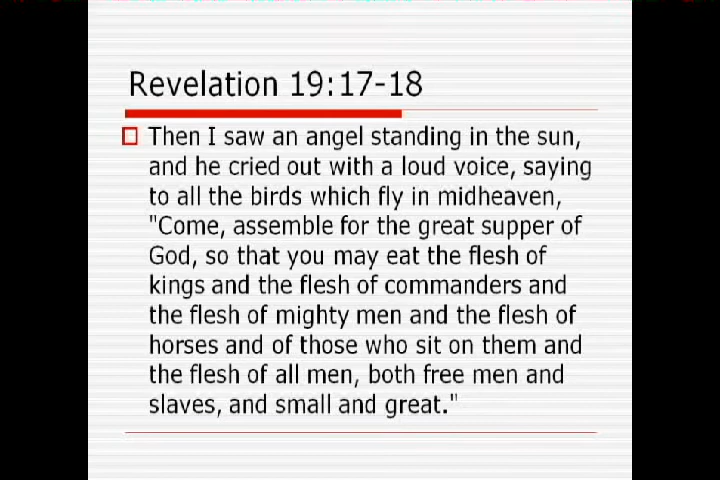 Revelation 19:17-18
Then I saw an angel standing in the sun,
and he cried out with a loud voice, saying
to all the birds which fly in midheaven,
"Come, assemble for the great supper of
God, so that you may eat the flesh of
kings and the flesh of commanders and
the flesh of mighty men and the flesh of
horses and of those who sit on them and
the flesh of all men, both free men and
slaves, and small and great."